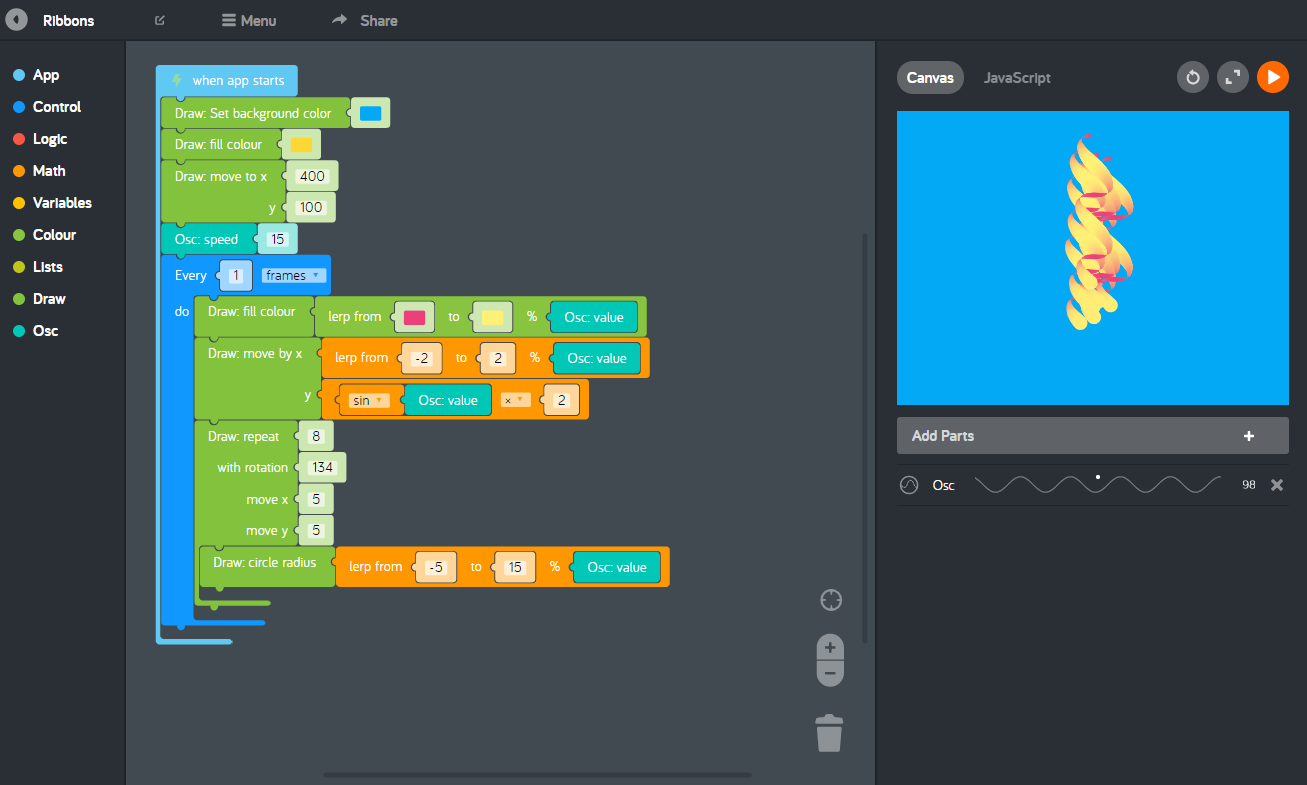 Ribbons
Menu
Share
App
Control
Logic
Math
Variables
Colour
Lists
Draw
Osc
when app starts
Draw: Set background color
Draw: fill colour
Draw: move to x 400
y 100
Osc: speed 15
Every 1 frames
do Draw: fill colour lerp from to % Osc: value
Draw: move by x lerp from -2 to 2 % Osc: value
y sin Osc: value × 2
Draw: repeat 8
with rotation 134
move x 5
move y 5
Draw: circle radius lerp from -5 to 15 % Osc: value
Canvas JavaScript
Add Parts +
Osc 98